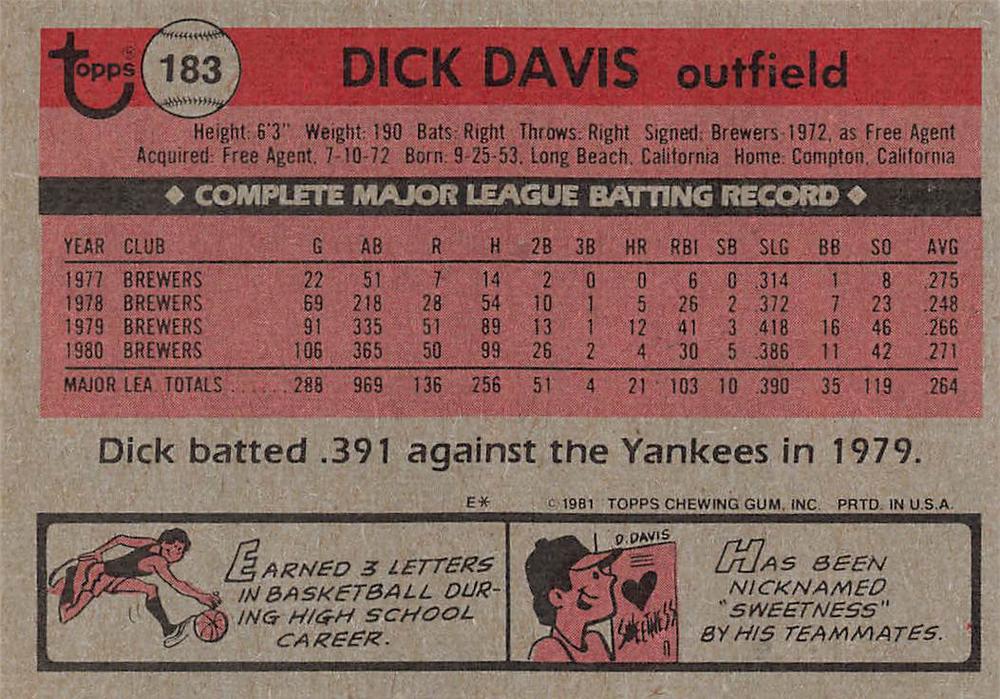 topps® 183 DICK DAVIS outfield
Height: 6'3" Weight: 190 Bats: Right Throws: Right Signed: Brewers-1972, as Free Agent
Acquired: Free Agent, 7-10-72 Born: 9-25-53, Long Beach, California Home: Compton, California
◆ COMPLETE MAJOR LEAGUE BATTING RECORD ◆
YEAR CLUB G AB R H 2B 3B HR RBI SB SLG BB SO AVG
1977 BREWERS 22 51 7 14 2 0 0 6 0 .314 1 8 .275
1978 BREWERS 69 218 28 54 10 1 5 26 2 .372 7 23 .248
1979 BREWERS 91 335 51 89 13 1 12 41 3 .418 16 46 .266
1980 BREWERS 106 365 50 99 26 2 4 30 5 .386 11 42 .271
MAJOR LEA. TOTALS ....... 288 969 136 256 51 4 21 103 10 .390 35 119 .264
Dick batted .391 against the Yankees in 1979.
E* © 1981 TOPPS CHEWING GUM, INC. PRTD. IN U.S.A.
EARNED 3 LETTERS
IN BASKETBALL DUR-
ING HIGH SCHOOL
CAREER.
D. DAVIS
SWEETNESS
HAS BEEN
NICKNAMED
"SWEETNESS"
BY HIS TEAMMATES.